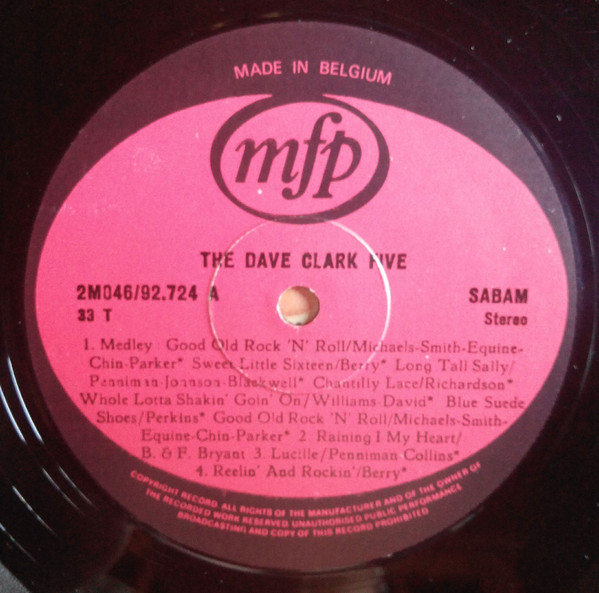 MADE IN BELGIUM
mfp
THE DAVE CLARK FIVE
2M046/92.724 A
SABAM
33 T
Stereo
1. Medley : Good Old Rock 'N' Roll/Michaels-Smith-Equine-
Chin-Parker* Sweet Little Sixteen/Berry* Long Tall Sally/
Penniman-Johnson-Blackwell* Chantilly Lace/Richardson*
Whole Lotta Shakin' Goin' On/Williams-David* Blue Suede
Shoes/Perkins* Good Old Rock 'N' Roll/Michaels-Smith-
Equine-Chin-Parker* 2. Raining I My Heart/
B. & F. Bryant 3. Lucille/Penniman Collins*
4. Reelin' And Rockin'/Berry*
COPYRIGHT RECORD ALL RIGHTS OF THE MANUFACTURER AND OF THE OWNER OF
THE RECORDED WORK RESERVED UNAUTHORISED PUBLIC PERFORMANCE
BROADCASTING AND COPY OF THIS RECORD PROHIBITED